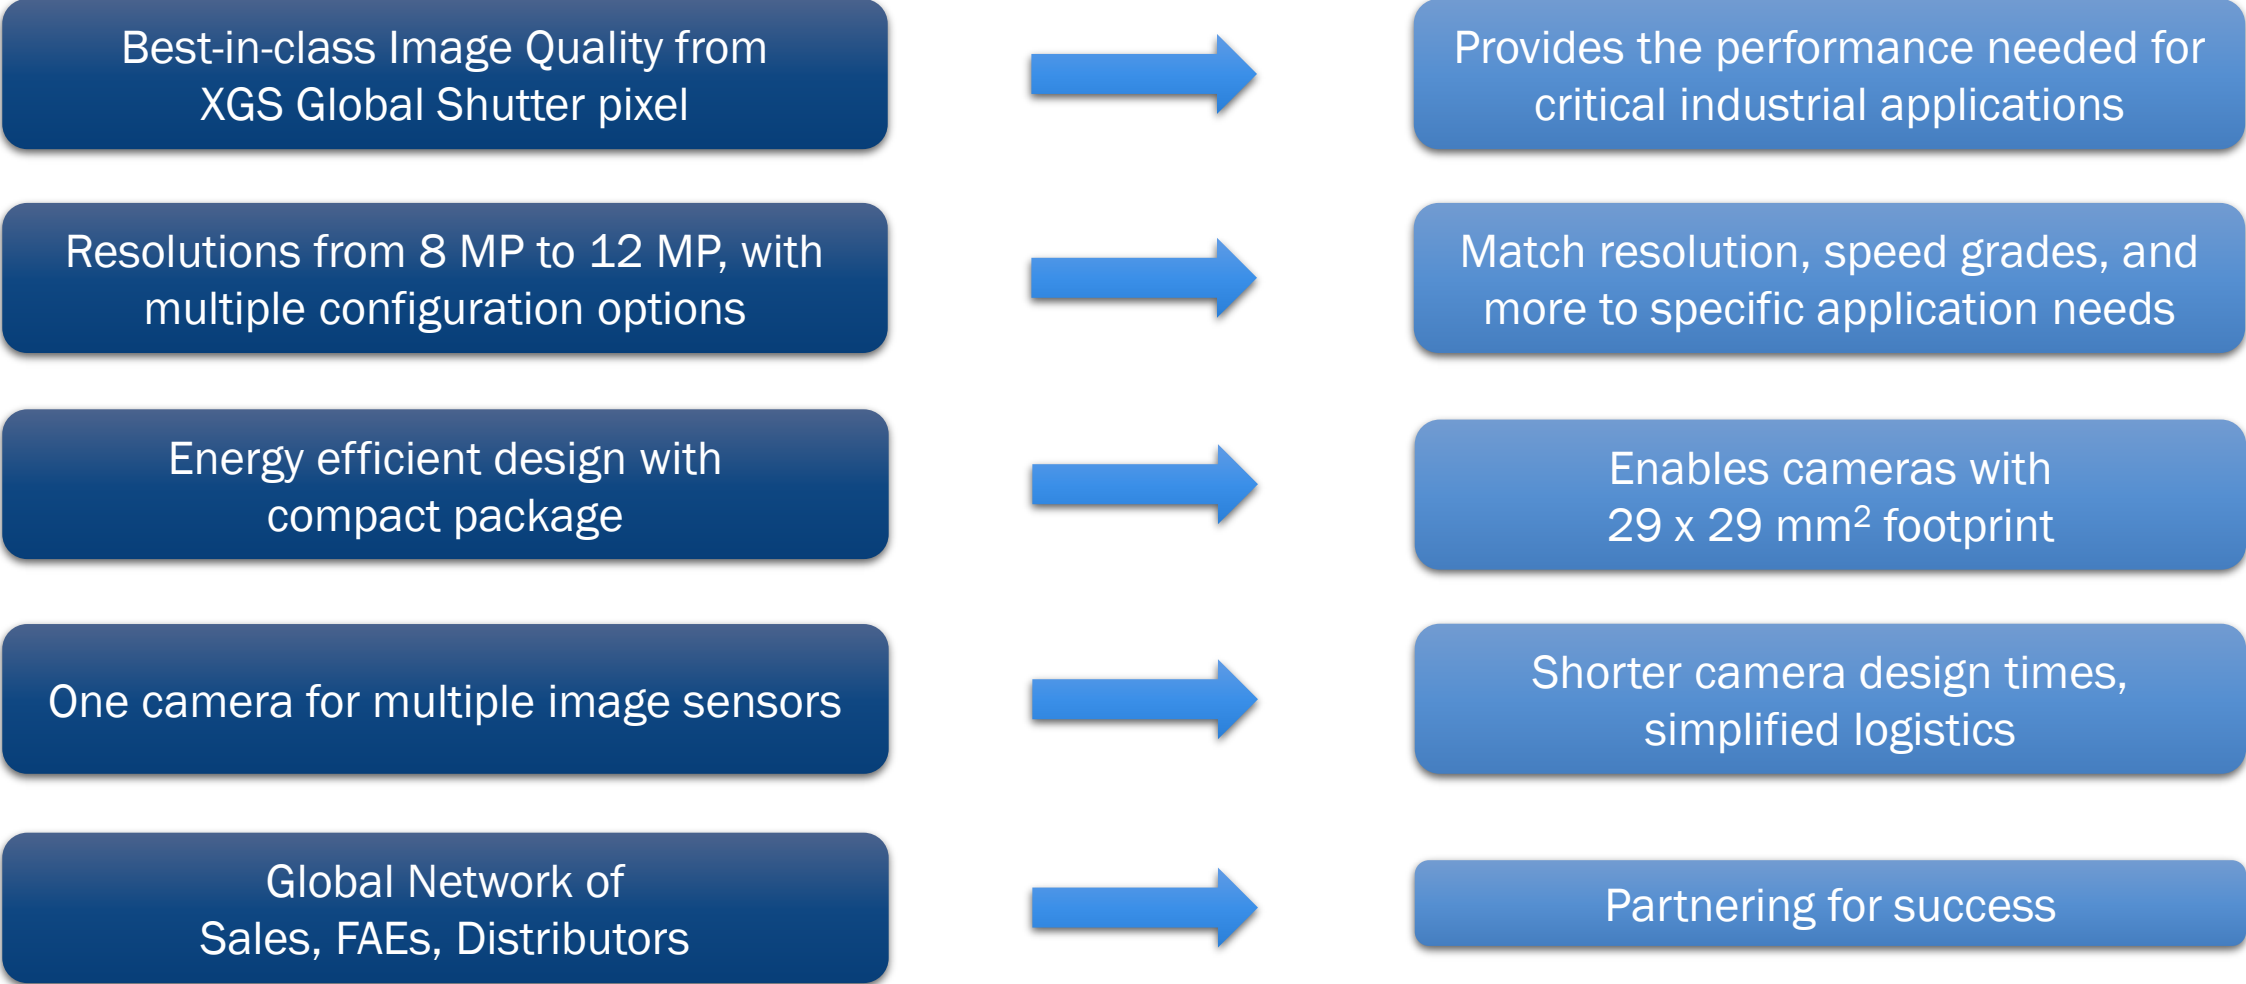 Best-in-class Image Quality from
XGS Global Shutter pixel
Provides the performance needed for
critical industrial applications
Resolutions from 8 MP to 12 MP, with
multiple configuration options
Match resolution, speed grades, and
more to specific application needs
Energy efficient design with
compact package
Enables cameras with
29 x 29 mm² footprint
One camera for multiple image sensors
Shorter camera design times,
simplified logistics
Global Network of
Sales, FAEs, Distributors
Partnering for success